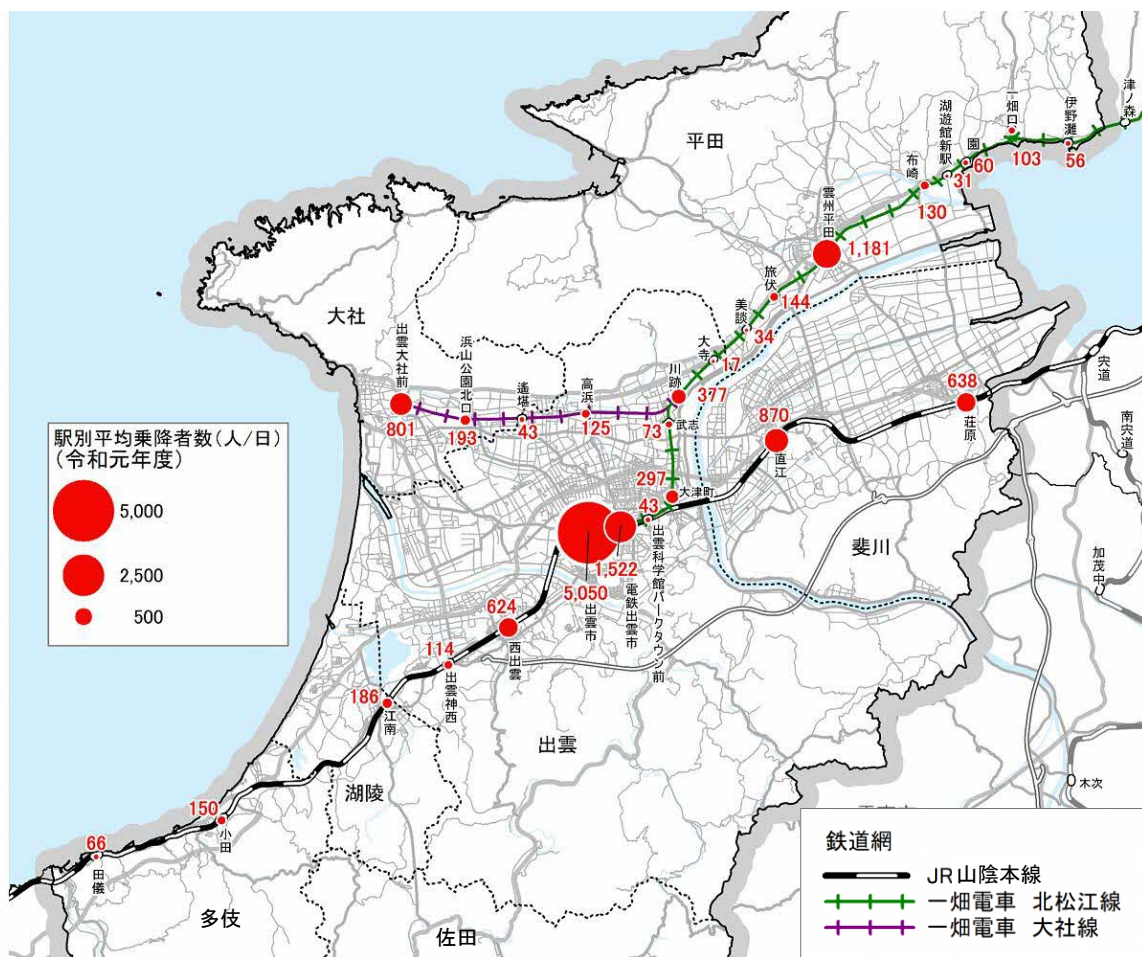 平田
大社
斐川
出雲
湖陵
多伎
佐田
津ノ森
伊野灘
56
一畑口
103
園
60
湖遊館新駅
31
布崎
130
雲州平田
1,181
旅伏
144
美談
34
大寺
17
川跡
377
武志
73
大津町
297
出雲科学館パークタウン前
43
電鉄出雲市
1,522
出雲大社前
801
浜山公園北口
193
遙堪
43
高浜
125
宍道
南宍道
加茂中
木次
荘原
638
直江
870
出雲市
5,050
西出雲
624
出雲神西
114
江南
186
小田
150
田儀
66
駅別平均乗降者数(人/日)
(令和元年度)
5,000
2,500
500
鉄道網
JR山陰本線
一畑電車 北松江線
一畑電車 大社線